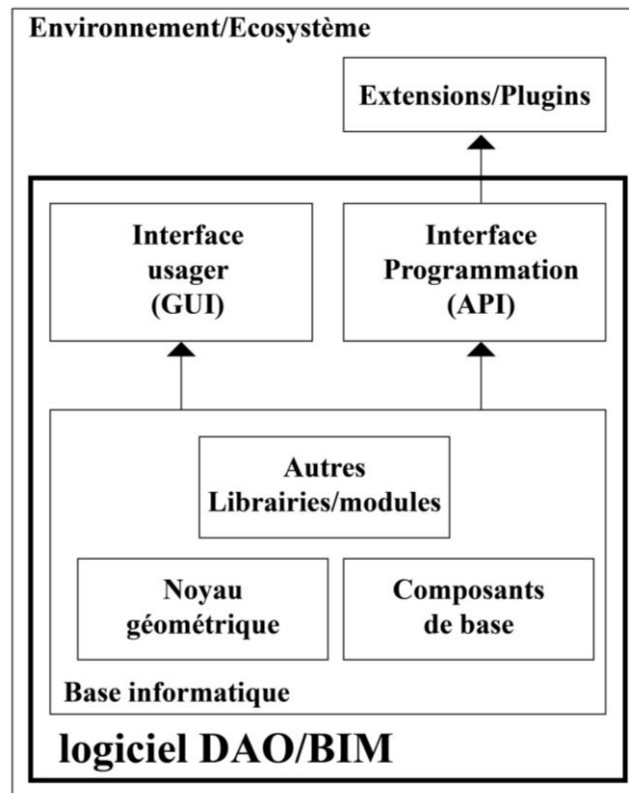 Environnement/Ecosystème
Extensions/Plugins
Interface
usager
(GUI)
Interface
Programmation
(API)
Autres
Librairies/modules
Noyau
géométrique
Composants
de base
Base informatique
logiciel DAO/BIM